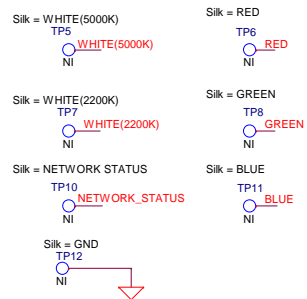 Silk = WHITE(5000K)
TP5
WHITE(5000K)
NI
Silk = RED
TP6
RED
NI
Silk = WHITE(2200K)
TP7
WHITE(2200K)
NI
Silk = GREEN
TP8
GREEN
NI
Silk = NETWORK STATUS
TP10
NETWORK_STATUS
NI
Silk = BLUE
TP11
BLUE
NI
Silk = GND
TP12
NI